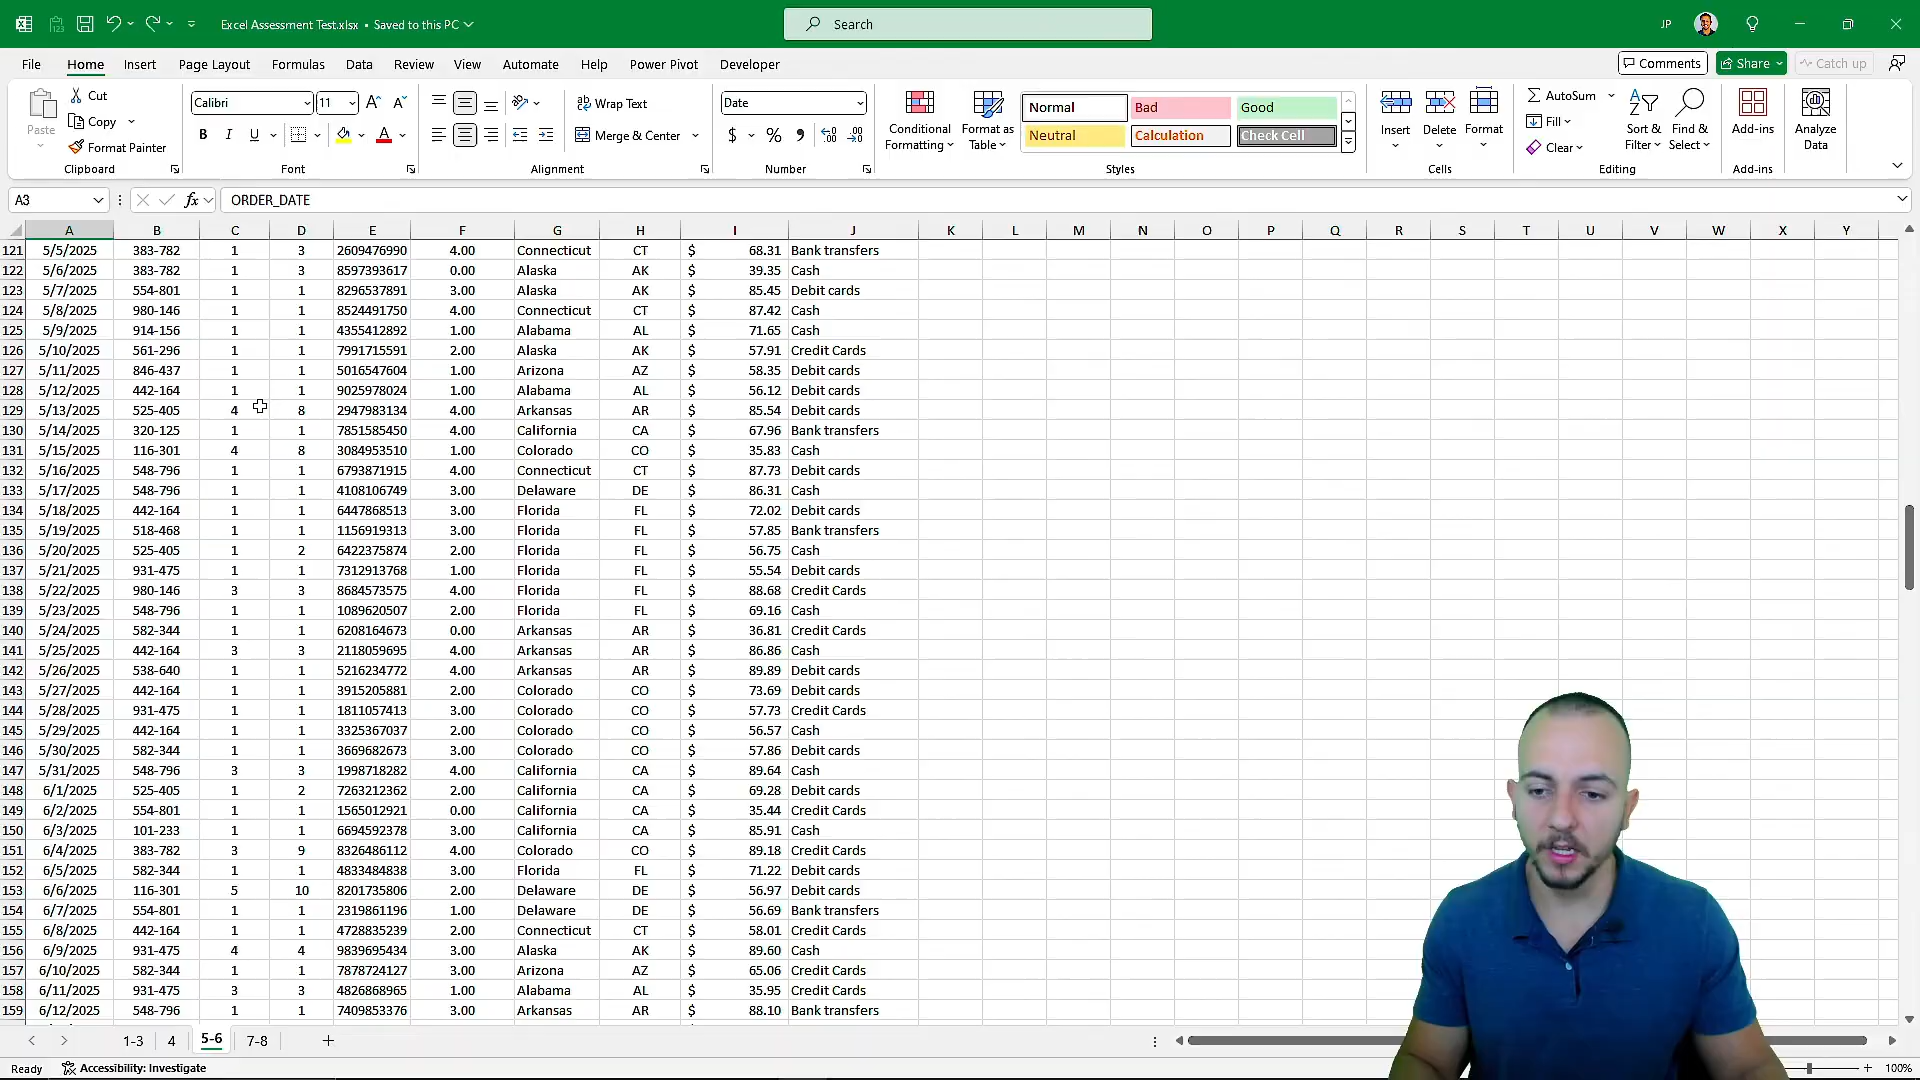 Excel Assessment Test.xlsx • Saved to this PC
Search
JP
File Home Insert Page Layout Formulas Data Review View Automate Help Power Pivot Developer
Comments Share Catch up
Paste
Cut
Copy
Format Painter
Clipboard
Calibri 11
B I U
Font
Wrap Text
Merge & Center
Alignment
Date
$ % ,
Number
Conditional Formatting
Format as Table
Normal Bad Good
Neutral Calculation Check Cell
Styles
Insert Delete Format
Cells
AutoSum
Fill
Clear
Sort & Filter
Find & Select
Editing
Add-ins
Add-ins
Analyze Data
A3 fx ORDER_DATE
A B C D E F G H I J K L M N O P Q R S T U V W X Y
121 5/5/2025 383-782 1 3 2609476990 4.00 Connecticut CT $ 68.31 Bank transfers
122 5/6/2025 383-782 1 3 8597393617 0.00 Alaska AK $ 39.35 Cash
123 5/7/2025 554-801 1 1 8296537891 3.00 Alaska AK $ 85.45 Debit cards
124 5/8/2025 980-146 1 1 8524491750 4.00 Connecticut CT $ 87.42 Cash
125 5/9/2025 914-156 1 1 4355412892 1.00 Alabama AL $ 71.65 Cash
126 5/10/2025 561-296 1 1 7991715591 2.00 Alaska AK $ 57.91 Credit Cards
127 5/11/2025 846-437 1 1 5016547604 1.00 Arizona AZ $ 58.35 Debit cards
128 5/12/2025 442-164 1 1 9025978024 1.00 Alabama AL $ 56.12 Debit cards
129 5/13/2025 525-405 4 8 2947983134 4.00 Arkansas AR $ 85.54 Debit cards
130 5/14/2025 320-125 1 1 7851585450 4.00 California CA $ 67.96 Bank transfers
131 5/15/2025 116-301 4 8 3084953510 1.00 Colorado CO $ 35.83 Cash
132 5/16/2025 548-796 1 1 6793871915 4.00 Connecticut CT $ 87.73 Debit cards
133 5/17/2025 548-796 1 1 4108106749 3.00 Delaware DE $ 86.31 Cash
134 5/18/2025 442-164 1 1 6447868513 3.00 Florida FL $ 72.02 Debit cards
135 5/19/2025 518-468 1 1 1156919313 3.00 Florida FL $ 57.85 Bank transfers
136 5/20/2025 525-405 1 2 6422375874 2.00 Florida FL $ 56.75 Cash
137 5/21/2025 931-475 1 1 7312913768 1.00 Florida FL $ 55.54 Debit cards
138 5/22/2025 980-146 3 3 8684573575 4.00 Florida FL $ 88.68 Credit Cards
139 5/23/2025 548-796 1 1 1089620507 2.00 Florida FL $ 69.16 Cash
140 5/24/2025 582-344 1 1 6208164673 0.00 Arkansas AR $ 36.81 Credit Cards
141 5/25/2025 442-164 3 3 2118059695 4.00 Arkansas AR $ 86.86 Cash
142 5/26/2025 538-640 1 1 5216234772 4.00 Arkansas AR $ 89.89 Debit cards
143 5/27/2025 442-164 1 1 3915205881 2.00 Colorado CO $ 73.69 Debit cards
144 5/28/2025 931-475 1 1 1811057413 3.00 Colorado CO $ 57.73 Credit Cards
145 5/29/2025 442-164 1 1 3325367037 2.00 Colorado CO $ 56.57 Cash
146 5/30/2025 582-344 1 1 3669682673 3.00 Colorado CO $ 57.86 Debit cards
147 5/31/2025 548-796 3 3 1998718282 4.00 California CA $ 89.64 Cash
148 6/1/2025 525-405 1 2 7263212362 2.00 California CA $ 69.28 Debit cards
149 6/2/2025 554-801 1 1 1565012921 0.00 California CA $ 35.44 Credit Cards
150 6/3/2025 101-233 1 1 6694592378 3.00 California CA $ 85.91 Cash
151 6/4/2025 383-782 3 9 8326486112 4.00 Colorado CO $ 89.18 Credit Cards
152 6/5/2025 582-344 1 1 4833484838 3.00 Florida FL $ 71.22 Debit cards
153 6/6/2025 116-301 5 10 8201735806 2.00 Delaware DE $ 56.97 Debit cards
154 6/7/2025 554-801 1 1 2319861196 1.00 Delaware DE $ 56.69 Bank transfers
155 6/8/2025 442-164 1 1 4728835239 2.00 Connecticut CT $ 58.01 Credit Cards
156 6/9/2025 931-475 4 4 9839695434 3.00 Alaska AK $ 89.60 Cash
157 6/10/2025 582-344 1 1 7878724127 3.00 Arizona AZ $ 65.06 Credit Cards
158 6/11/2025 931-475 3 3 4826868965 1.00 Alabama AL $ 35.95 Credit Cards
159 6/12/2025 548-796 1 1 7409853376 3.00 Arkansas AR $ 88.10 Bank transfers
1-3 4 5-6 7-8 +
Ready Accessibility: Investigate + 100%